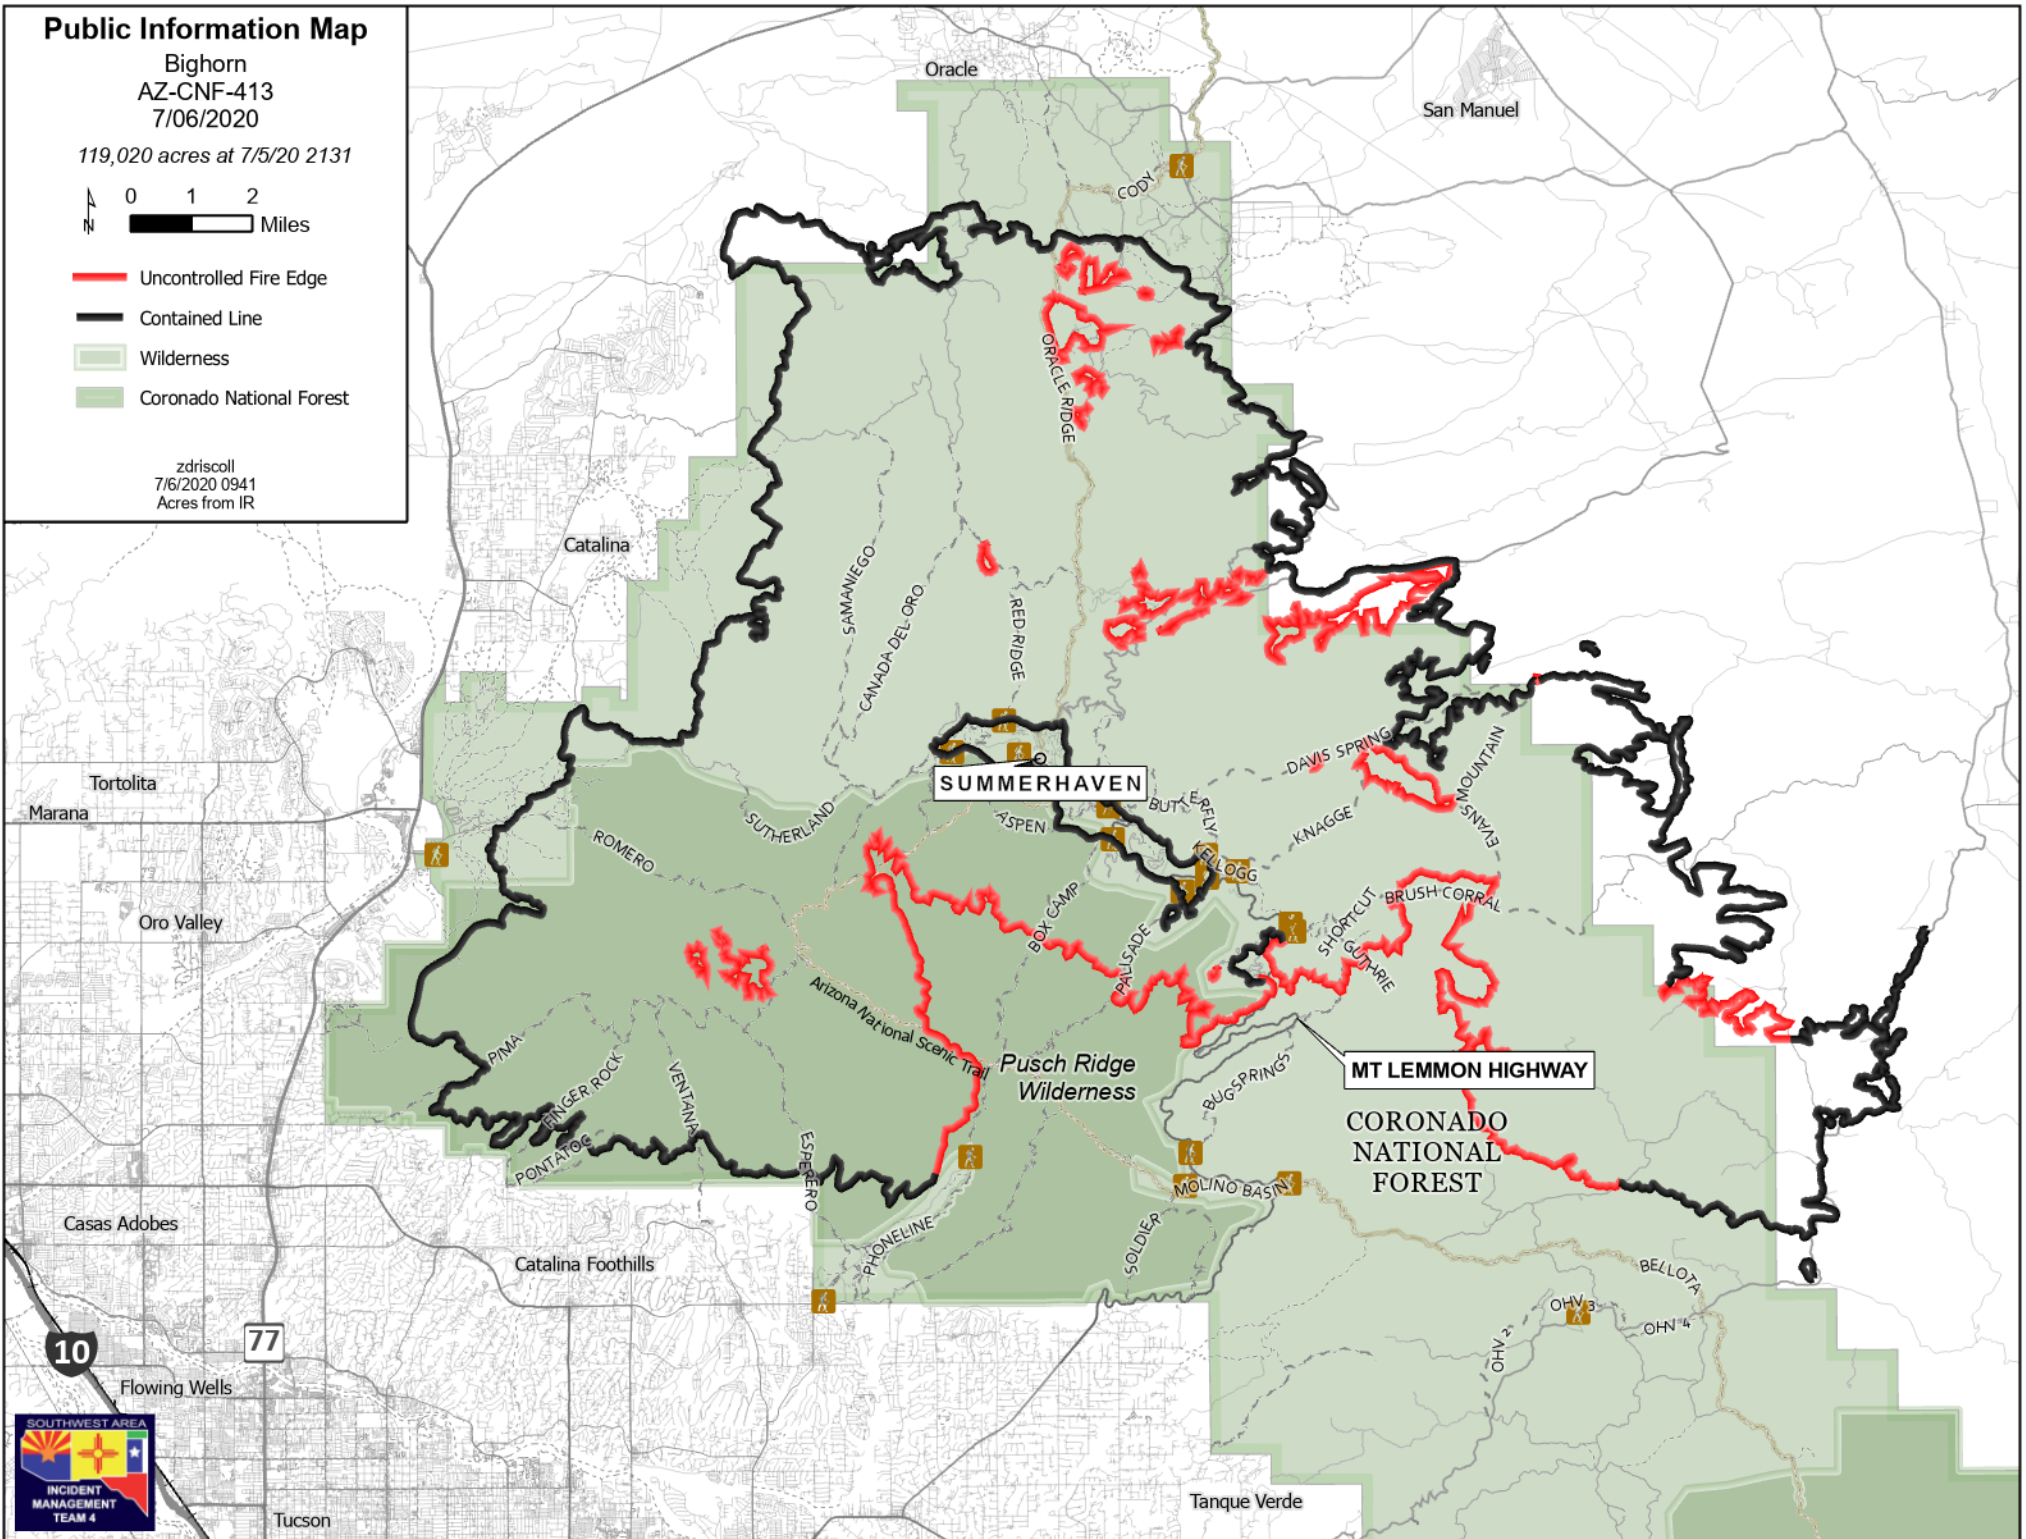 Public Information Map
Bighorn
AZ-CNF-413
7/06/2020
119,020 acres at 7/5/20 2131
N
0 1 2
Miles
Uncontrolled Fire Edge
Contained Line
Wilderness
Coronado National Forest
zdriscoll
7/6/2020 0941
Acres from IR
Oracle
San Manuel
CODY
ORACLE RIDGE
Catalina
SAMANIEGO
CANADA DEL ORO
RED RIDGE
SUMMERHAVEN
DAVIS SPRING
EVANS MOUNTAIN
Tortolita
Marana
SUTHERLAND
ROMERO
ASPEN
BUTTERFLY
KNAGGE
KELLOGG
Oro Valley
BOX CAMP
PALISADE
SHORTCUT
BRUSH CORRAL
GUTHRIE
Arizona National Scenic Trail
PIMA
FINGER ROCK
VENTANA
Pusch Ridge
Wilderness
BUG SPRINGS
MT LEMMON HIGHWAY
CORONADO
NATIONAL
FOREST
PONTATOC
ESPERERO
MOLINO BASIN
PHONELINE
SOLDIER
Casas Adobes
Catalina Foothills
BELLOTA
OHV 3
OHV 4
OHV 2
10
77
Flowing Wells
SOUTHWEST AREA
INCIDENT
MANAGEMENT
TEAM 4
Tucson
Tanque Verde